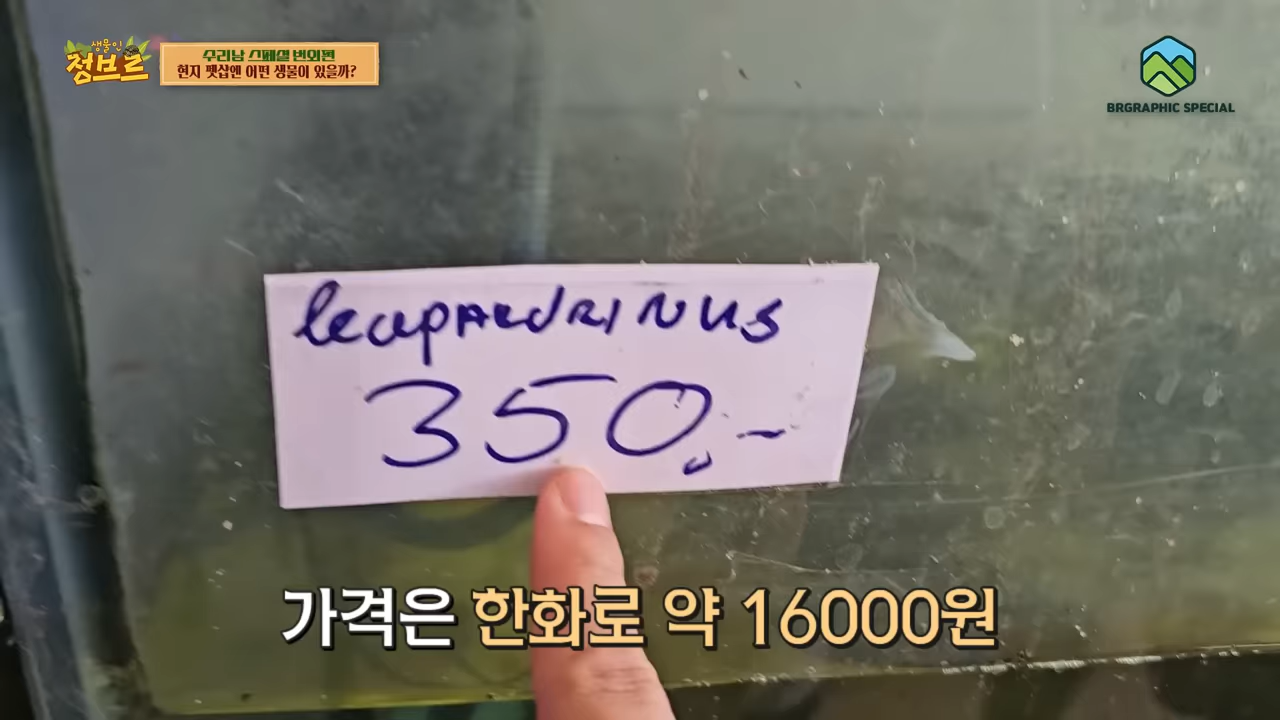 생물인
정브르
수리남 스페셜 번외편
현지 펫샵엔 어떤 생물이 있을까?
BRGRAPHIC SPECIAL
leopARdRINUS
350,-
가격은 한화로 약 16000원